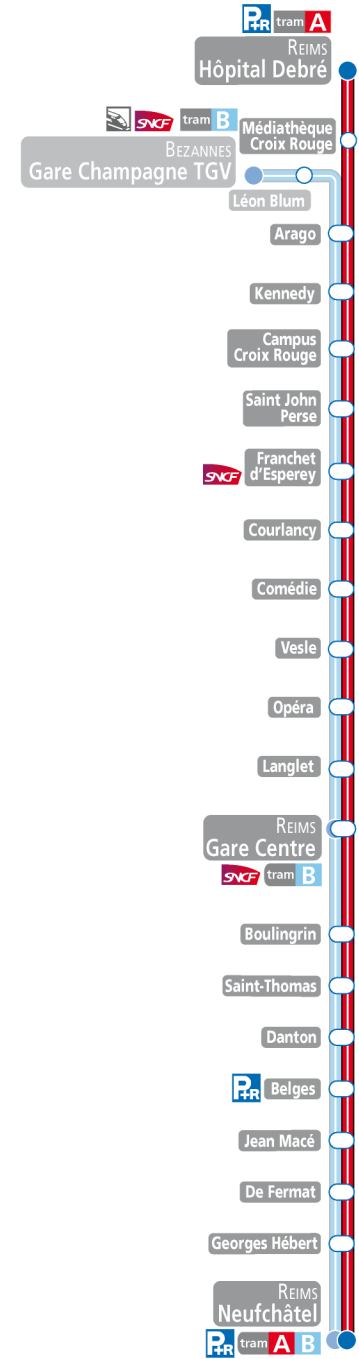 P+R tram A
REIMS
Hôpital Debré
SNCF tram B
Médiathèque
Croix Rouge
BEZANNES
Gare Champagne TGV
Léon Blum
Arago
Kennedy
Campus
Croix Rouge
Saint John
Perse
Franchet
SNCF d'Esperey
Courlancy
Comédie
Vesle
Opéra
Langlet
REIMS
Gare Centre
SNCF tram B
Boulingrin
Saint-Thomas
Danton
P+R Belges
Jean Macé
De Fermat
Georges Hébert
REIMS
Neufchâtel
P+R tram A B